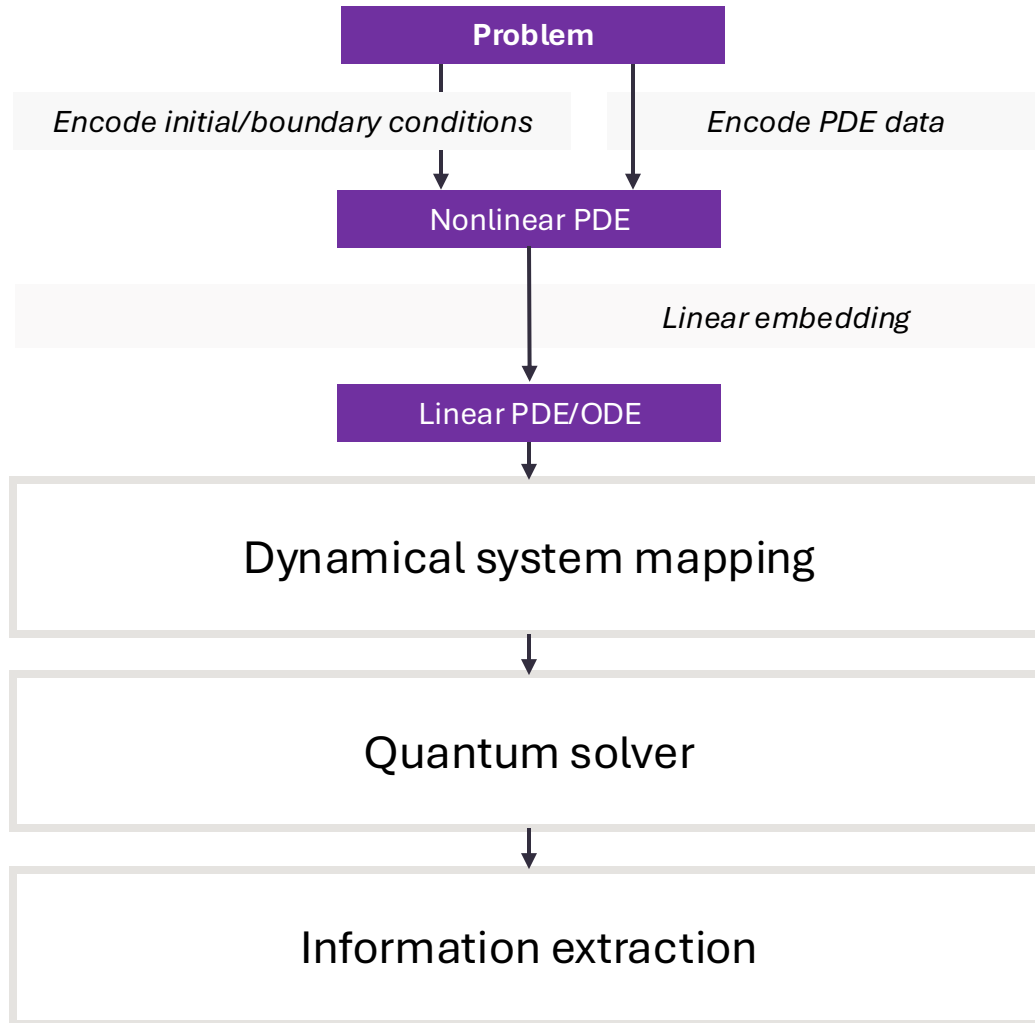 Problem
Encode initial/boundary conditions
Encode PDE data
Nonlinear PDE
Linear embedding
Linear PDE/ODE
Dynamical system mapping
Quantum solver
Information extraction